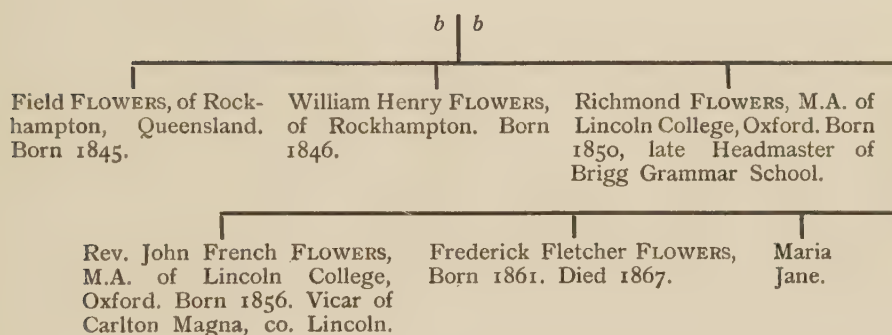 b b
Field FLOWERS, of Rock-
hampton, Queensland.
Born 1845.
William Henry FLOWERS,
of Rockhampton. Born
1846.
Richmond FLOWERS, M.A. of
Lincoln College, Oxford. Born
1850, late Headmaster of
Brigg Grammar School.
Rev. John French FLOWERS,
M.A. of Lincoln College,
Oxford. Born 1856. Vicar of
Carlton Magna, co. Lincoln.
Frederick Fletcher FLOWERS,
Born 1861. Died 1867.
Maria
Jane.